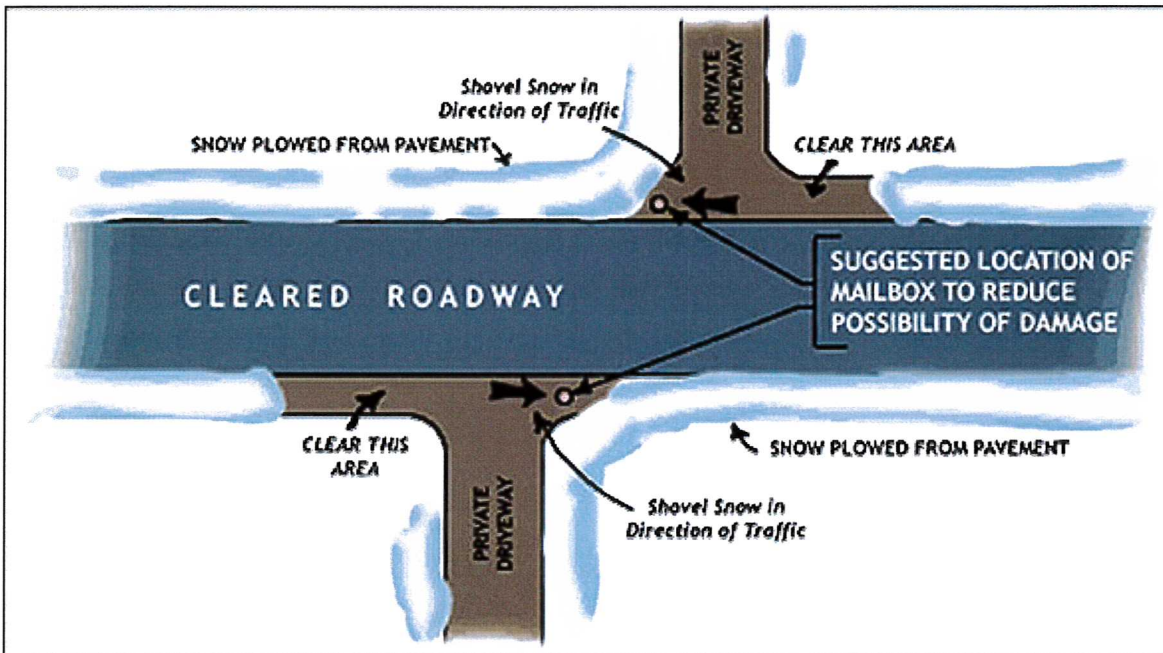 PRIVATE
DRIVEWAY
Shovel Snow in
Direction of Traffic
SNOW PLOWED FROM PAVEMENT
CLEAR THIS AREA
CLEARED ROADWAY
SUGGESTED LOCATION OF
MAILBOX TO REDUCE
POSSIBILITY OF DAMAGE
CLEAR THIS
AREA
SNOW PLOWED FROM PAVEMENT
PRIVATE
DRIVEWAY
Shovel Snow in
Direction of Traffic